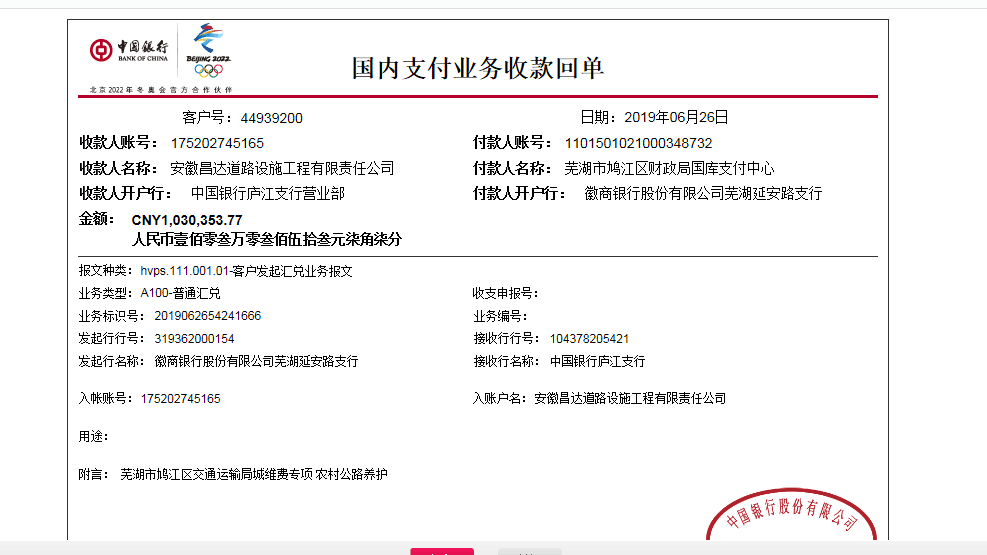 中国银行
BANK OF CHINA
BEIJING 2022
北京2022年冬奥会官方合作伙伴
国内支付业务收款回单
客户号：44939200 日期：2019年06月26日
收款人账号：175202745165 付款人账号：1101501021000348732
收款人名称：安徽昌达道路设施工程有限责任公司 付款人名称：芜湖市鸠江区财政局国库支付中心
收款人开户行：中国银行庐江支行营业部 付款人开户行：徽商银行股份有限公司芜湖延安路支行
金额：CNY1,030,353.77
人民币壹佰零叁万零叁佰伍拾叁元柒角柒分
报文种类：hvps.111.001.01-客户发起汇兑业务报文
业务类型：A100-普通汇兑 收支申报号：
业务标识号：2019062654241666 业务编号：
发起行行号：319362000154 接收行行号：104378205421
发起行名称：徽商银行股份有限公司芜湖延安路支行 接收行名称：中国银行庐江支行
入帐账号：175202745165 入账户名：安徽昌达道路设施工程有限责任公司
用途：
附言：芜湖市鸠江区交通运输局城维费专项 农村公路养护
中国银行股份有限公司